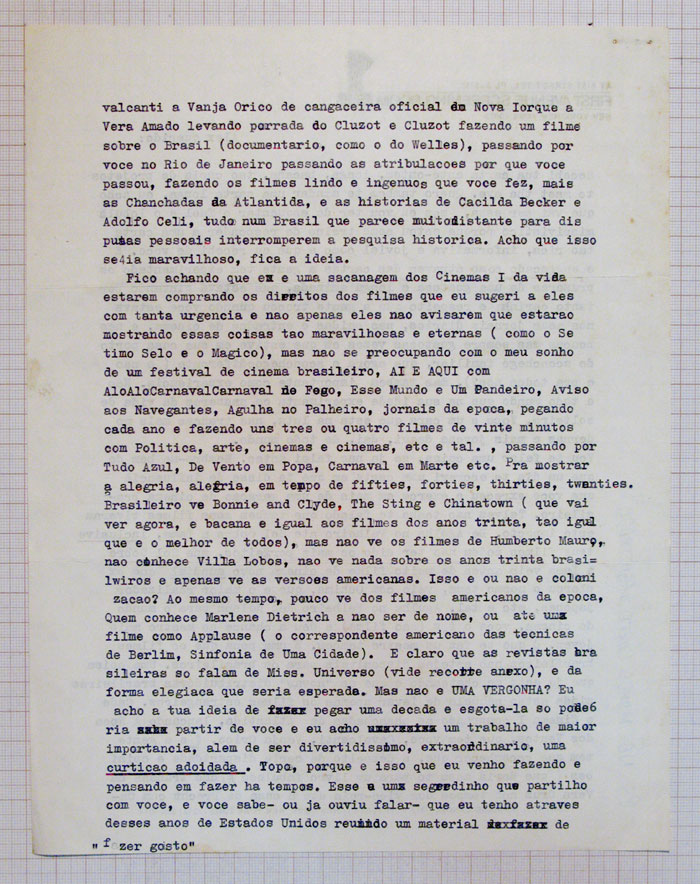 valcanti a Vanja Orico de cangaceira oficial em Nova Iorque a
Vera Amado levando porrada do Cluzot e Cluzot fazendo um filme
sobre o Brasil (documentario, como o do Welles), passando por
voce no Rio de Janeiro passando as atribulacoes por que voce
passou, fazendo os filmes lindo e ingenuos que voce fez, mais
as Chanchadas da Atlantida, e as historias de Cacilda Becker e
Adolfo Celi, tudo num Brasil que parece muitodistante para dis
putas pessoais interromperem a pesquisa historica. Acho que isso
se4ia maravilhoso, fica a ideia.
Fico achando que e e uma sacanagem dos Cinemas I da vida
estarem comprando os direitos dos filmes que eu sugeri a eles
com tanta urgencia e nao apenas eles nao avisarem que estarao
mostrando essas coisas tao maravilhosas e eternas ( como o Se
timo Selo e o Magico), mas nao se preocupando com o meu sonho
de um festival de cinema brasileiro, AI E AQUI com
AloAloCarnavalCarnaval de Fogo, Esse Mundo e Um Pandeiro, Aviso
aos Navegantes, Agulha no Palheiro, jornais da epoca, pegando
cada ano e fazendo uns tres ou quatro filmes de vinte minutos
com Politica, arte, cinemas e cinemas, etc e tal. , passando por
Tudo Azul, De Vento em Popa, Carnaval em Marte etc. Pra mostrar
a alegria, alegria, em tempo de fifties, forties, thirties, twenties.
Brasileiro ve Bonnie and Clyde, The Sting e Chinatown ( que vai
ver agora, e bacana e igual aos filmes dos anos trinta, tao igul
que e o melhor de todos), mas nao ve os filmes de Humberto Mauro,
nao conhece Villa Lobos, nao ve nada sobre os anos trinta brasi=
lwiros e apenas ve as versoes americanas. Isso e ou nao e coloni
zacao? Ao mesmo tempo, pouco ve dos filmes americanos da epoca,
Quem conhece Marlene Dietrich a nao ser de nome, ou ate um
filme como Applause ( o correspondente americano das tecnicas
de Berlim, Sinfonia de Uma Cidade). E claro que as revistas bra
sileiras so falam de Miss. Universo (vide recorte anexo), e da
forma elegiaca que seria esperada. Mas nao e UMA VERGONHA? Eu
acho a tua ideia de pegar uma decada e esgota-la so pode6
ria partir de voce e eu acho um trabalho de maior
importancia, alem de ser divertidissimo, extraordinario, uma
curticao adoidada . Topo, porque e isso que eu venho fazendo e
pensando em fazer ha tempos. Esse e um segredinho que partilho
com voce, e voce sabe- ou ja ouviu falar- que eu tenho atraves
desses anos de Estados Unidos reunindo um material de
"f zer gosto"